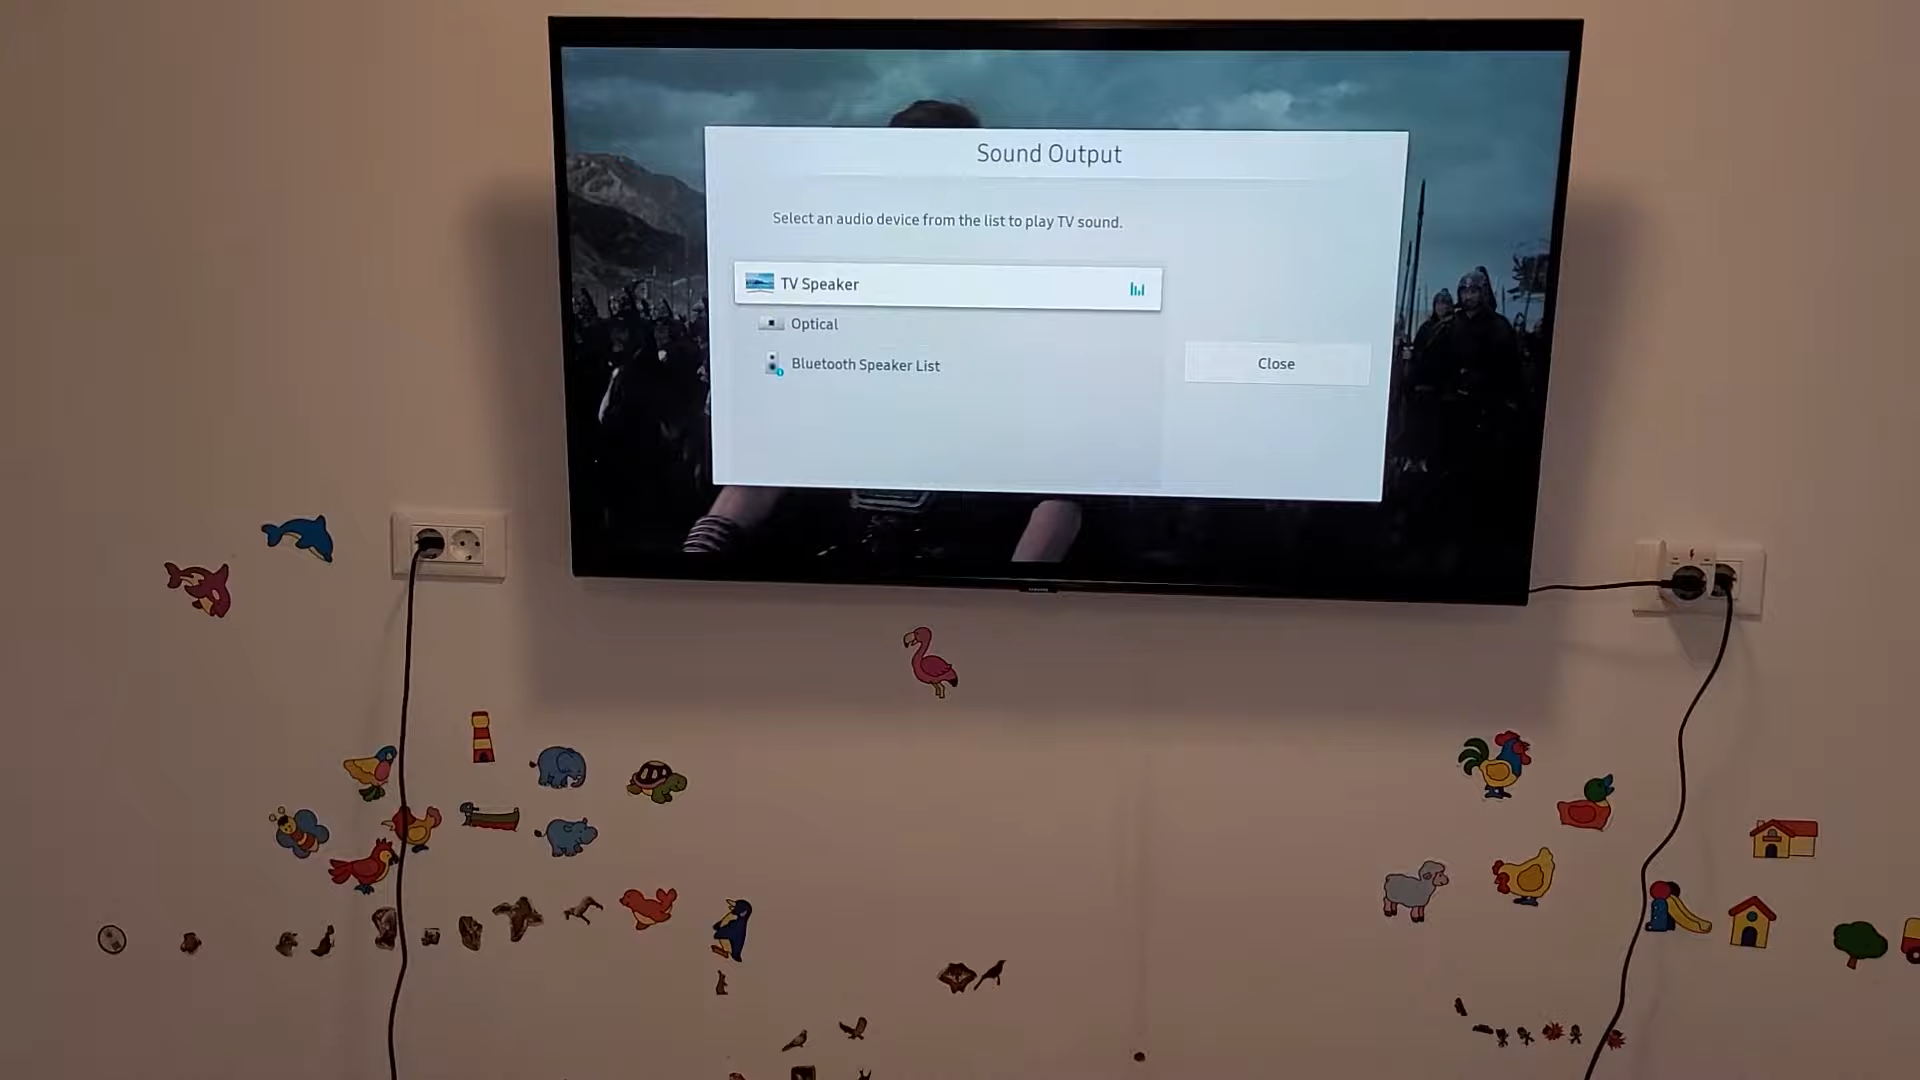 Sound Output
Select an audio device from the list to play TV sound.
TV Speaker
Optical
Bluetooth Speaker List
Close